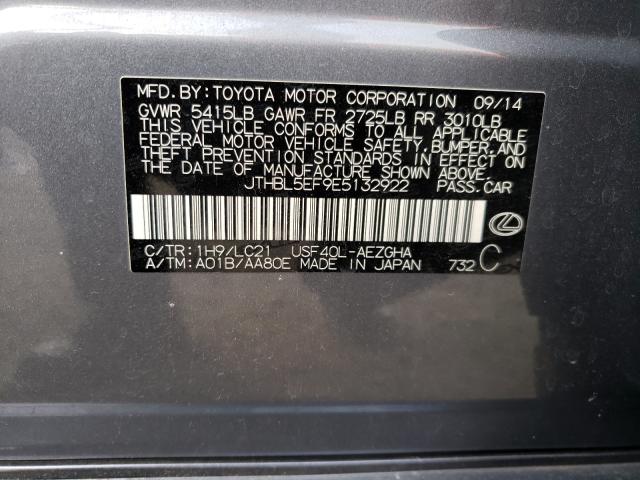 MFD. BY: TOYOTA MOTOR CORPORATION 09/14
GVWR 5415LB GAWR FR 2725LB RR 3010LB
THIS VEHICLE CONFORMS TO ALL APPLICABLE
FEDERAL MOTOR VEHICLE SAFETY, BUMPER, AND
THEFT PREVENTION STANDARDS IN EFFECT ON
THE DATE OF MANUFACTURE SHOWN ABOVE.
JTHBL5EF9E5132922 PASS. CAR
C/TR: 1H9/LC21 USF40L-AEZGHA
A/TM: A01B/AA80E MADE IN JAPAN 732 C